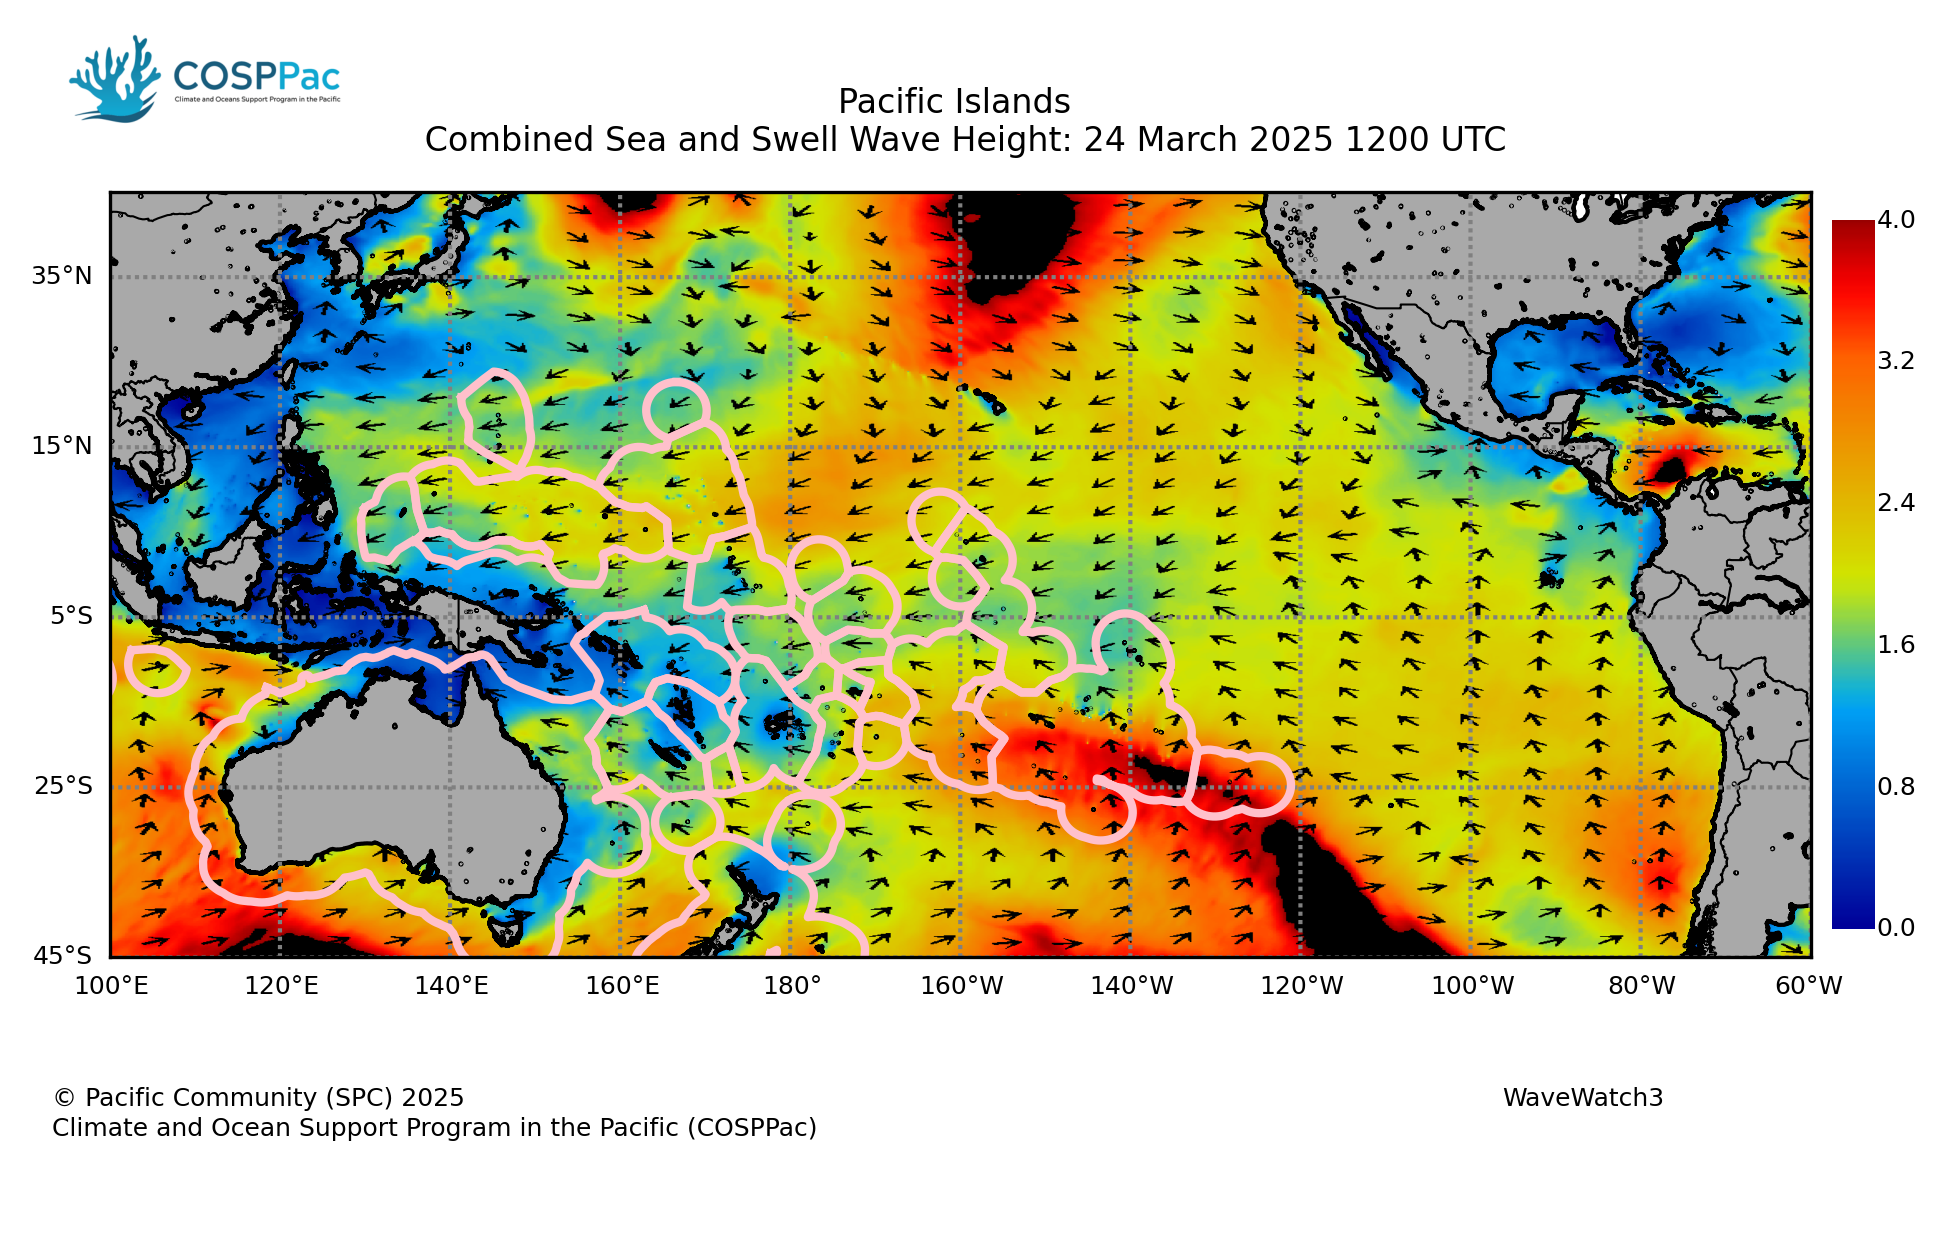 COSPPac
Climate and Oceans Support Program in the Pacific
Pacific Islands
Combined Sea and Swell Wave Height: 24 March 2025 1200 UTC
35°N
15°N
5°S
25°S
45°S
100°E 120°E 140°E 160°E 180° 160°W 140°W 120°W 100°W 80°W 60°W
4.0
3.2
2.4
1.6
0.8
0.0
© Pacific Community (SPC) 2025
Climate and Ocean Support Program in the Pacific (COSPPac)
WaveWatch3